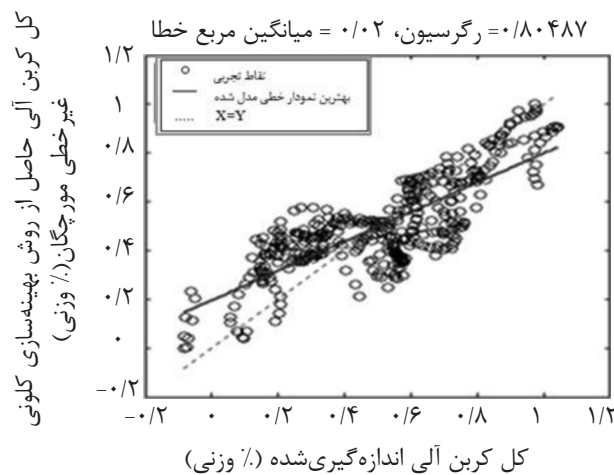 ۰/۸۰۴۸۷= رگرسیون، ۰/۰۲ = میانگین مربع خطا
کل کربن آلی حاصل از روش بهینه‌سازی کلونی
غیرخطی مورچگان(٪ وزنی)
نقاط تجربی
بهترین نمودار خطی مدل شده
X=Y
۱/۲
۱
۰/۸
۰/۶
۰/۴
۰/۲
۰
-۰/۲
-۰/۲ ۰ ۰/۲ ۰/۴ ۰/۶ ۰/۸ ۱ ۱/۲
کل کربن آلی اندازه‌گیری‌شده (٪ وزنی)